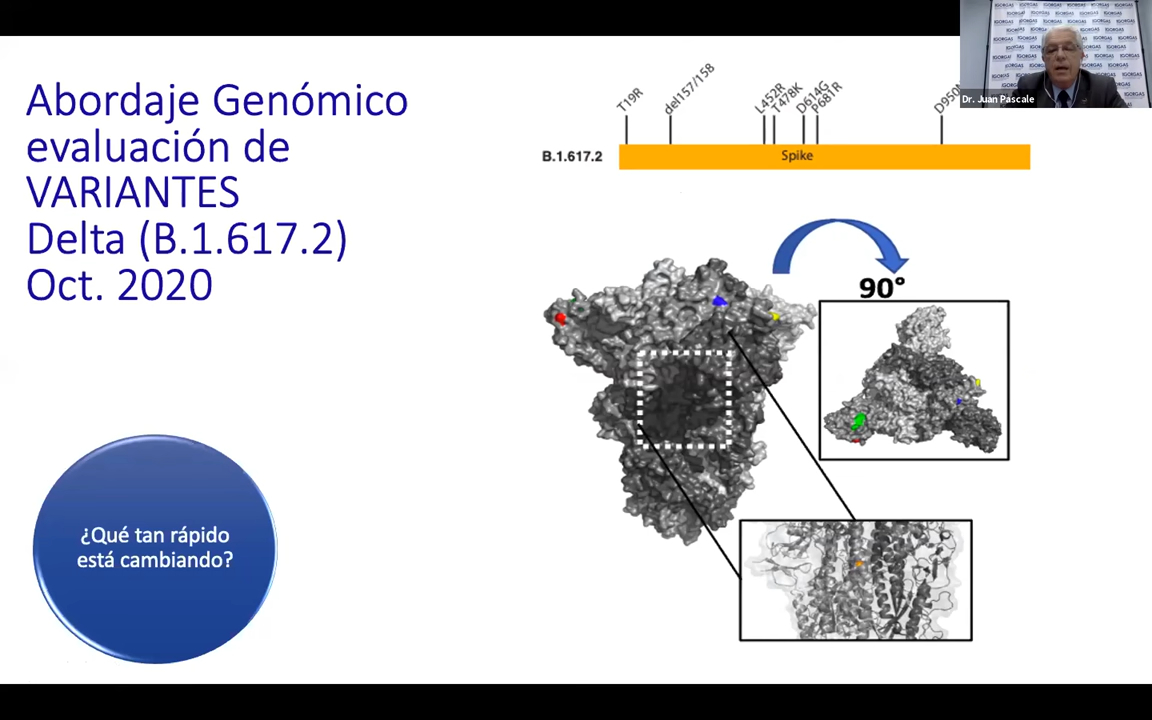 Abordaje Genómico
evaluación de
VARIANTES
Delta (B.1.617.2)
Oct. 2020
¿Qué tan rápido
está cambiando?
T19R
del157/158
L452R
T478K
D614G
P681R
B.1.617.2
Spike
90°
IGORGAS
Dr. Juan Pascale